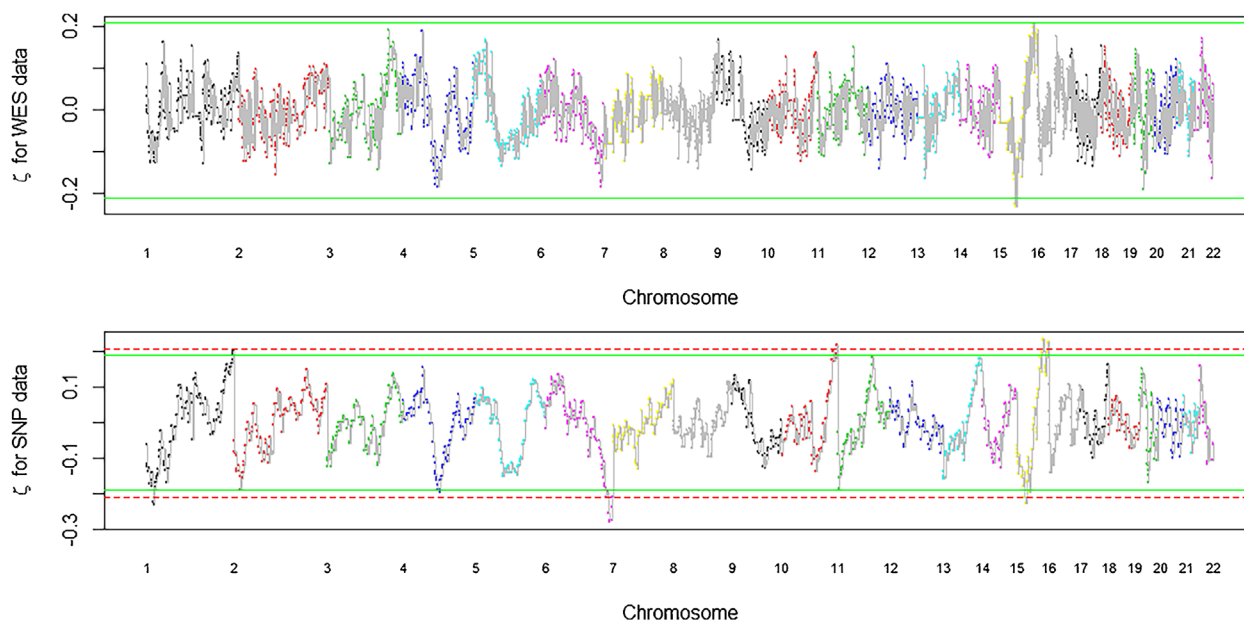 ζ for WES data
0.2
0.0
-0.2
1 2 3 4 5 6 7 8 9 10 11 12 13 14 15 16 17 18 19 20 21 22
Chromosome
ζ for SNP data
0.1
-0.1
-0.3
1 2 3 4 5 6 7 8 9 10 11 12 13 14 15 16 17 18 19 20 21 22
Chromosome